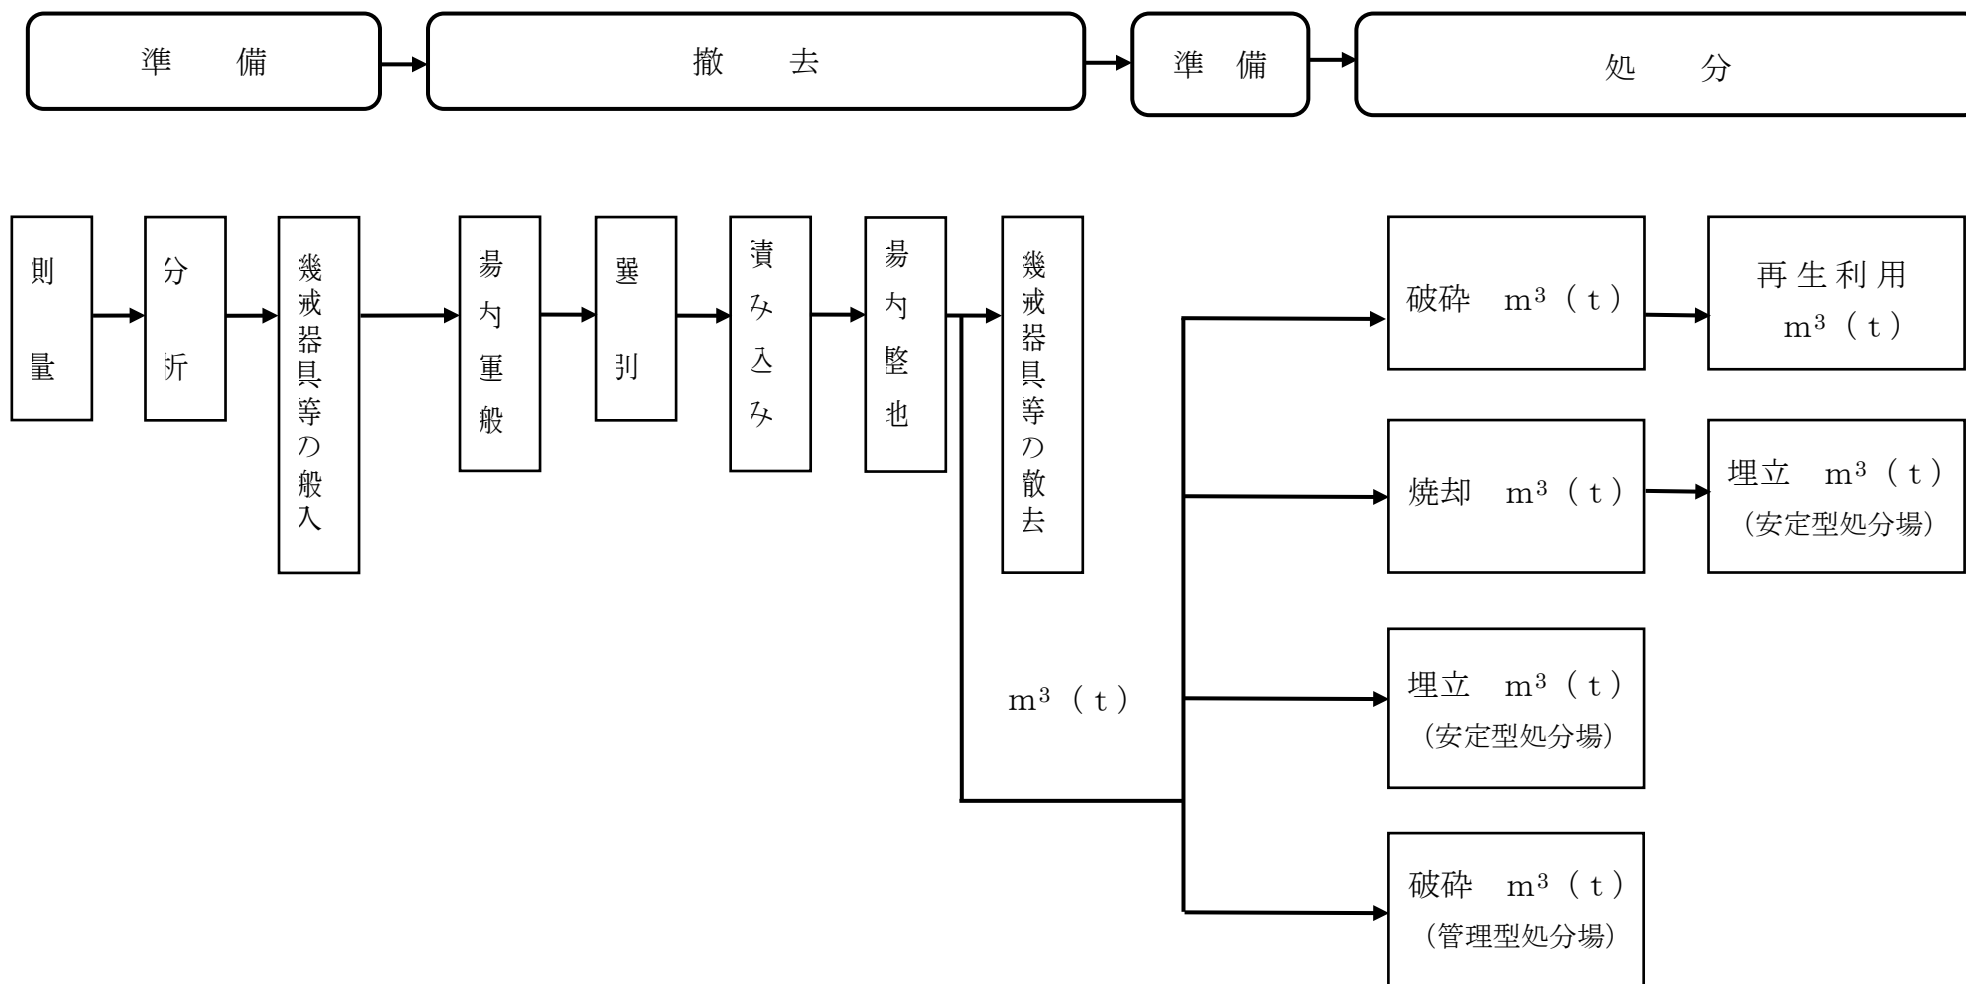 準　備
撤　去
準　備
処　分
測量
分析
機械器具等の搬入
場内運搬
選別
積み込み
場内整地
機械器具等の撤去
m³（t）
破砕　m³（t）
再生利用
m³（t）
焼却　m³（t）
埋立　m³（t）
（安定型処分場）
埋立　m³（t）
（安定型処分場）
破砕　m³（t）
（管理型処分場）